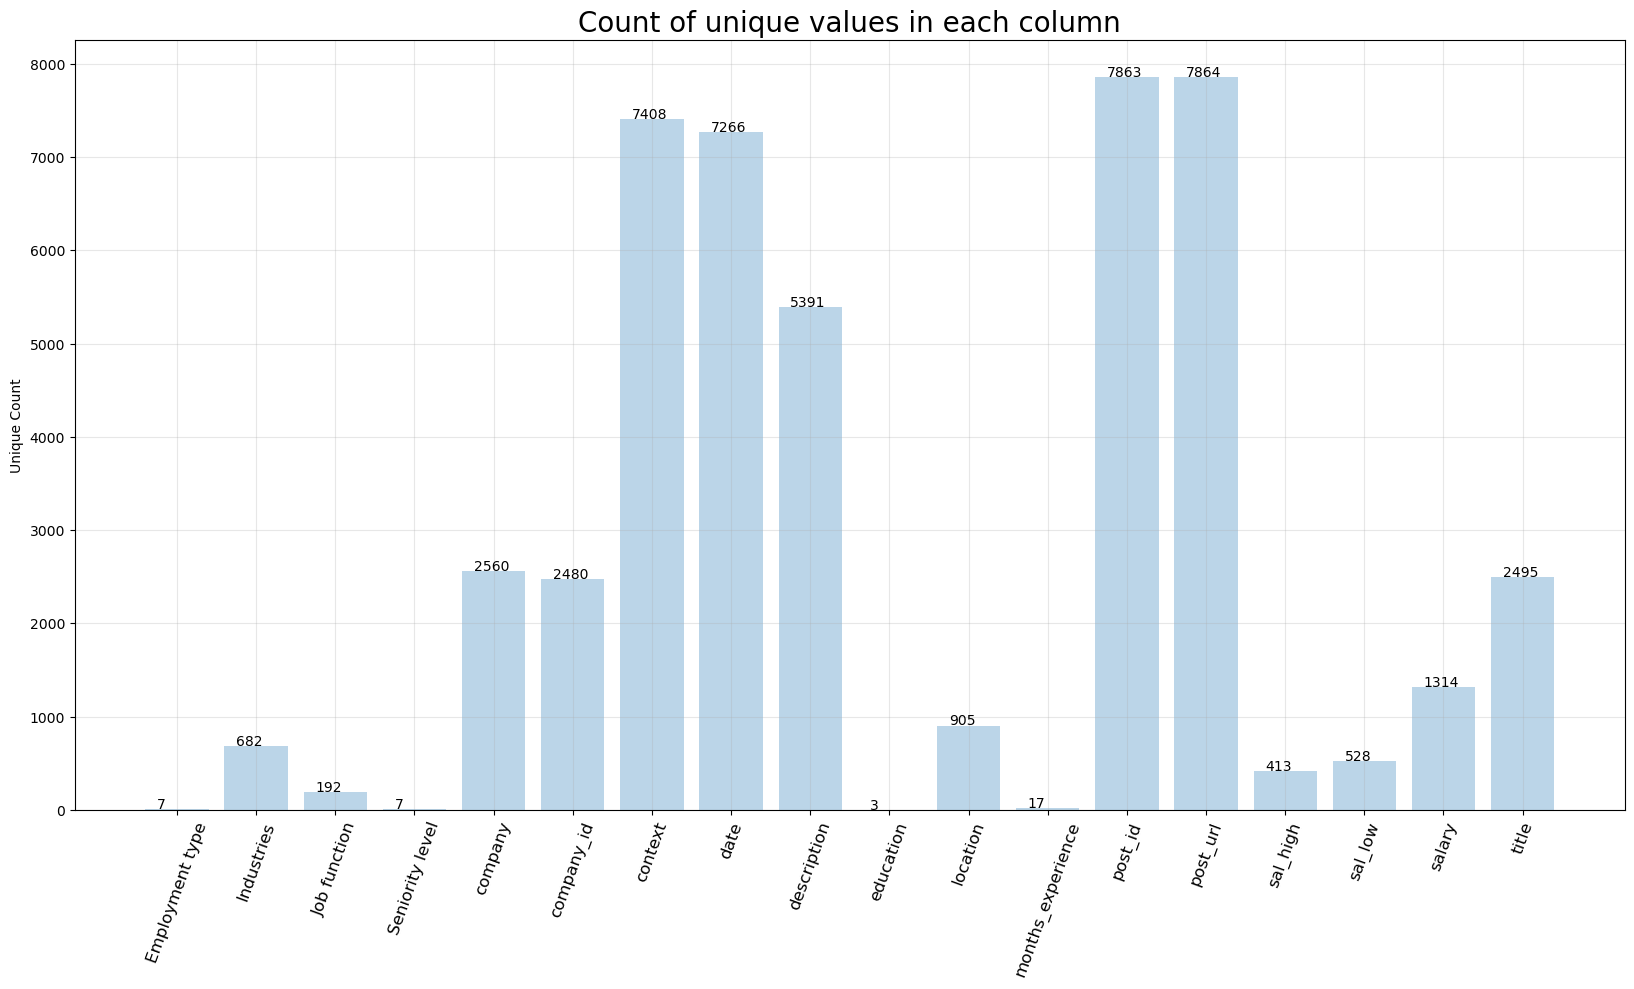 Count of unique values in each column
8000
7000
6000
5000
4000
3000
2000
1000
0
Unique Count
7
682
192
7
2560
2480
7408
7266
5391
3
905
17
7863
7864
413
528
1314
2495
Employment type
Industries
Job function
Seniority level
company
company_id
context
date
description
education
location
months_experience
post_id
post_url
sal_high
sal_low
salary
title